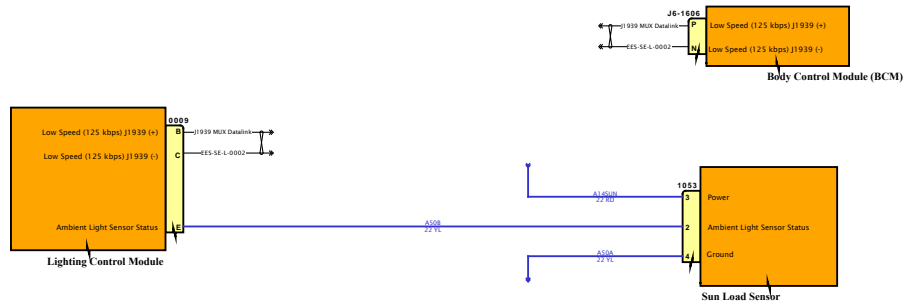 J6-1606
J1939 MUX Datalink
P
Low Speed (125 kbps) J1939 (+)
EES-SE-L-0002
N
Low Speed (125 kbps) J1939 (-)
Body Control Module (BCM)
0009
Low Speed (125 kbps) J1939 (+)
B
J1939 MUX Datalink
Low Speed (125 kbps) J1939 (-)
C
EES-SE-L-0002
1053
A14SUN
22 RD
3
Power
Ambient Light Sensor Status
E
A50B
22 YL
2
Ambient Light Sensor Status
A50A
22 YL
4
Ground
Lighting Control Module
Sun Load Sensor